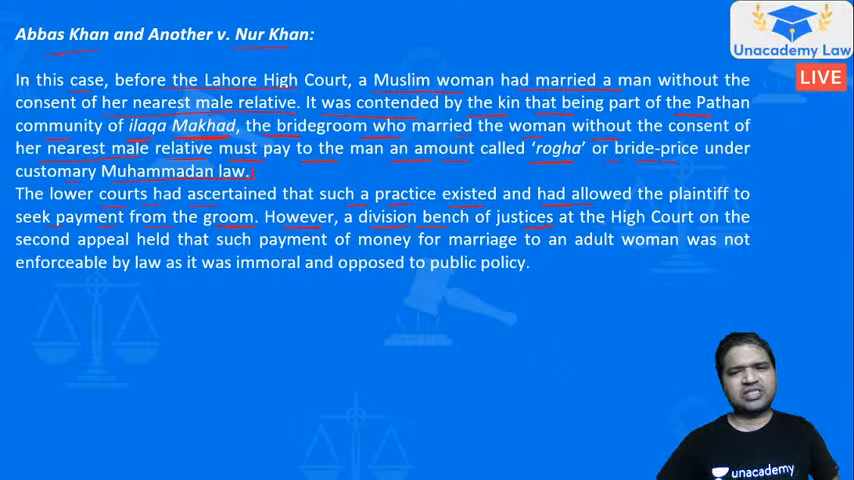 Abbas Khan and Another v. Nur Khan:
Unacademy Law
LIVE
In this case, before the Lahore High Court, a Muslim woman had married a man without the
consent of her nearest male relative. It was contended by the kin that being part of the Pathan
community of ilaqa Makhad, the bridegroom who married the woman without the consent of
her nearest male relative must pay to the man an amount called ‘rogha’ or bride-price under
customary Muhammadan law.
The lower courts had ascertained that such a practice existed and had allowed the plaintiff to
seek payment from the groom. However, a division bench of justices at the High Court on the
second appeal held that such payment of money for marriage to an adult woman was not
enforceable by law as it was immoral and opposed to public policy.
unacademy